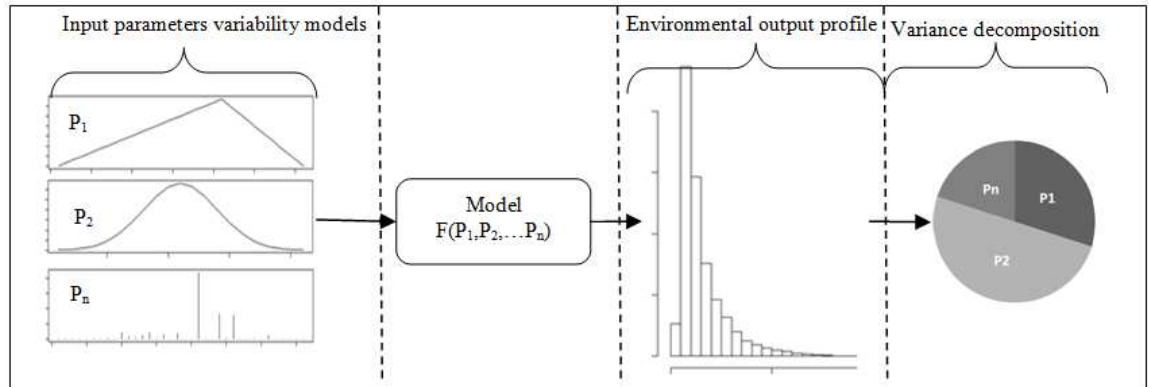 Input parameters variability models
Environmental output profile
Variance decomposition
P1
P2
Pn
Model
F(P1,P2,…Pn)
Pn
P1
P2